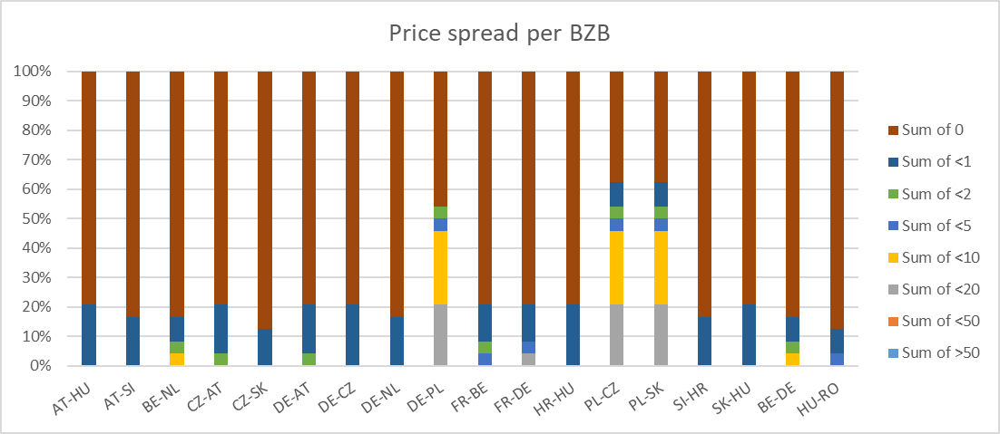 Price spread per BZB
100%
90%
80%
70%
60%
50%
40%
30%
20%
10%
0%
AT-HU
AT-SI
BE-NL
CZ-AT
CZ-SK
DE-AT
DE-CZ
DE-NL
DE-PL
FR-BE
FR-DE
HR-HU
PL-CZ
PL-SK
SI-HR
SK-HU
BE-DE
HU-RO
Sum of 0
Sum of <1
Sum of <2
Sum of <5
Sum of <10
Sum of <20
Sum of <50
Sum of >50